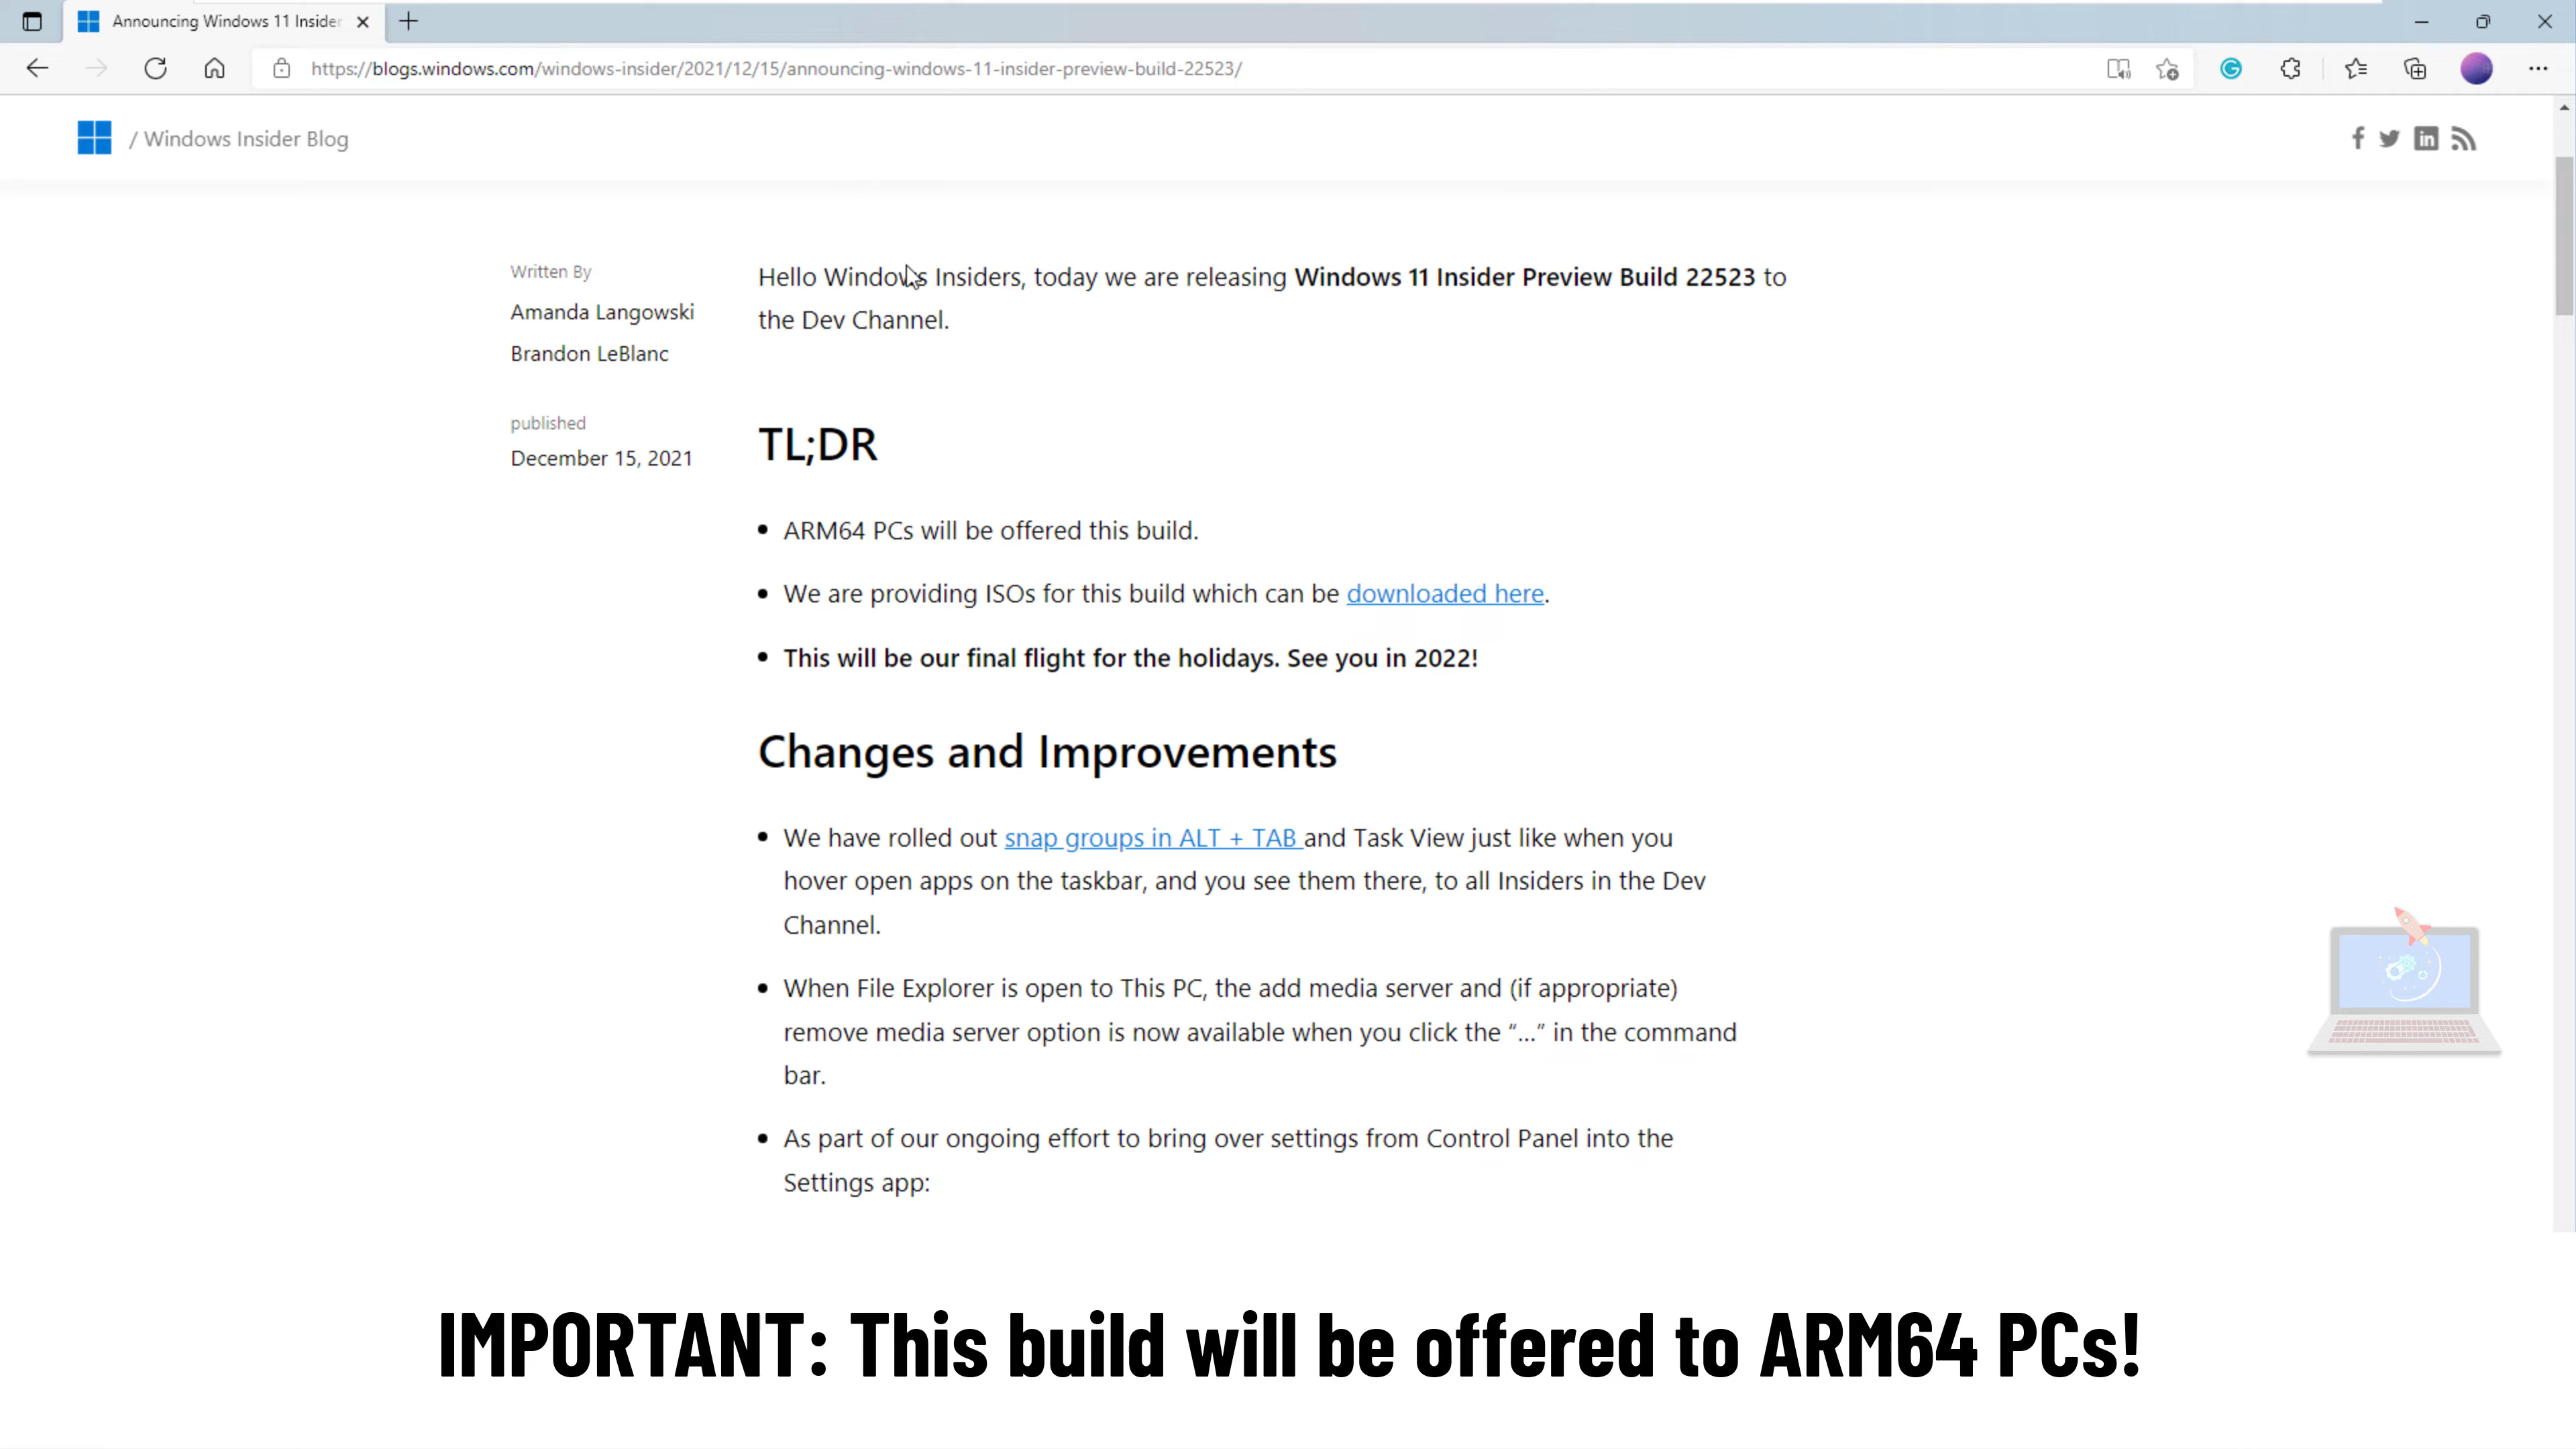 Announcing Windows 11 Insider
https://blogs.windows.com/windows-insider/2021/12/15/announcing-windows-11-insider-preview-build-22523/
/ Windows Insider Blog
Written By
Amanda Langowski
Brandon LeBlanc
published
December 15, 2021
Hello Windows Insiders, today we are releasing Windows 11 Insider Preview Build 22523 to
the Dev Channel.
TL;DR
• ARM64 PCs will be offered this build.
• We are providing ISOs for this build which can be downloaded here.
• This will be our final flight for the holidays. See you in 2022!
Changes and Improvements
• We have rolled out snap groups in ALT + TAB and Task View just like when you
hover open apps on the taskbar, and you see them there, to all Insiders in the Dev
Channel.
• When File Explorer is open to This PC, the add media server and (if appropriate)
remove media server option is now available when you click the “…” in the command
bar.
• As part of our ongoing effort to bring over settings from Control Panel into the
Settings app:
IMPORTANT: This build will be offered to ARM64 PCs!